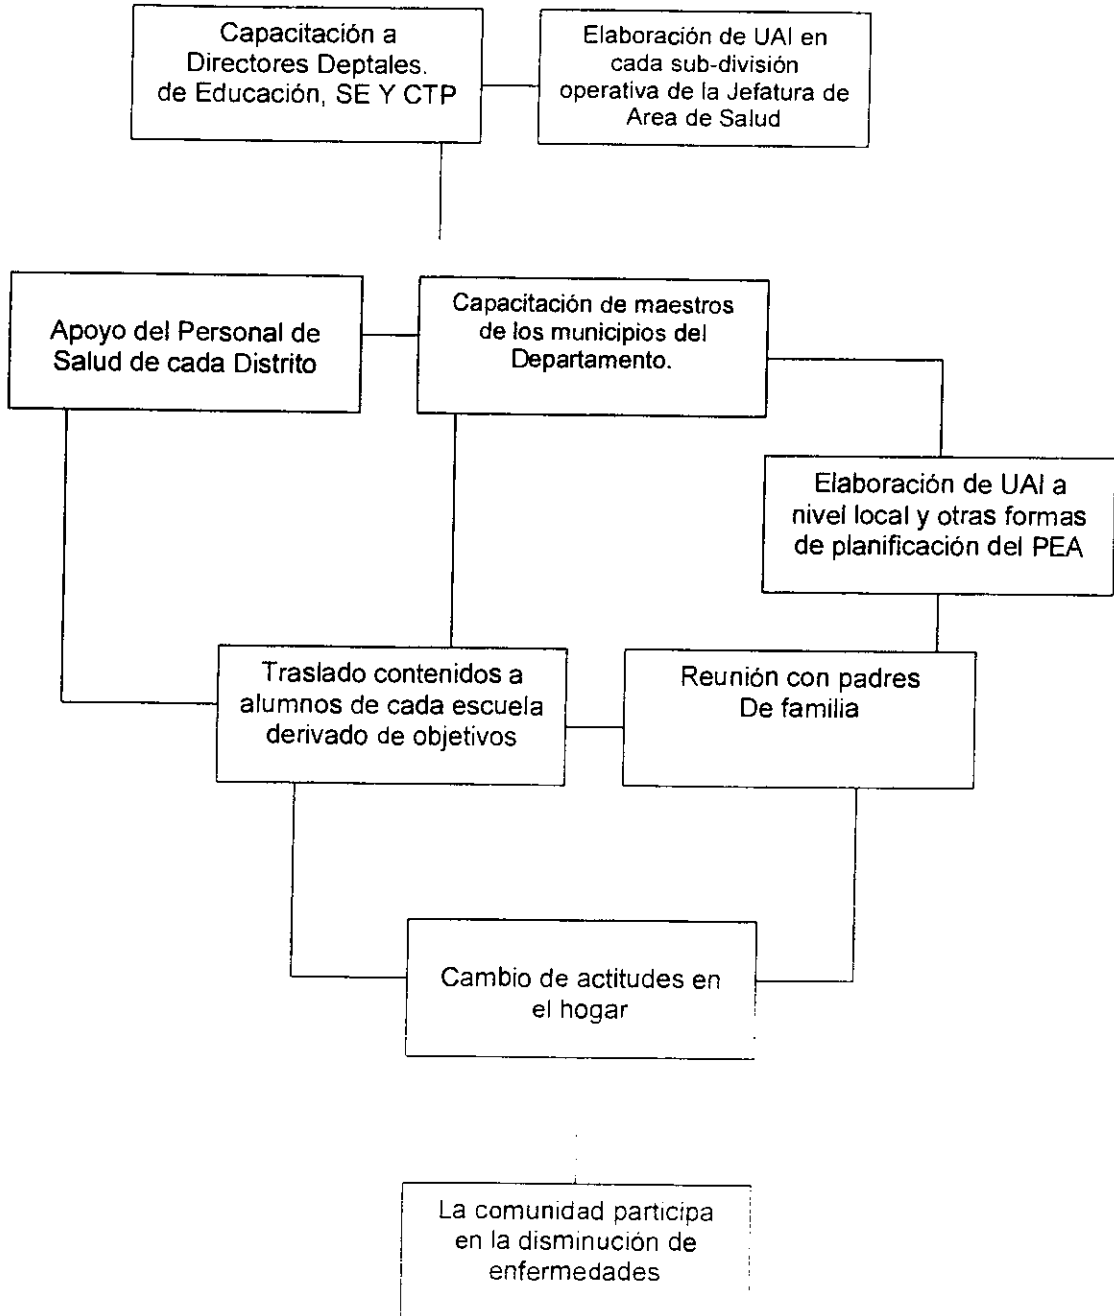 Capacitación a
Directores Deptales.
de Educación, SE Y CTP
Elaboración de UAI en
cada sub-división
operativa de la Jefatura de
Area de Salud
Apoyo del Personal de
Salud de cada Distrito
Capacitación de maestros
de los municipios del
Departamento.
Elaboración de UAI a
nivel local y otras formas
de planificación del PEA
Traslado contenidos a
alumnos de cada escuela
derivado de objetivos
Reunión con padres
De familia
Cambio de actitudes en
el hogar
La comunidad participa
en la disminución de
enfermedades